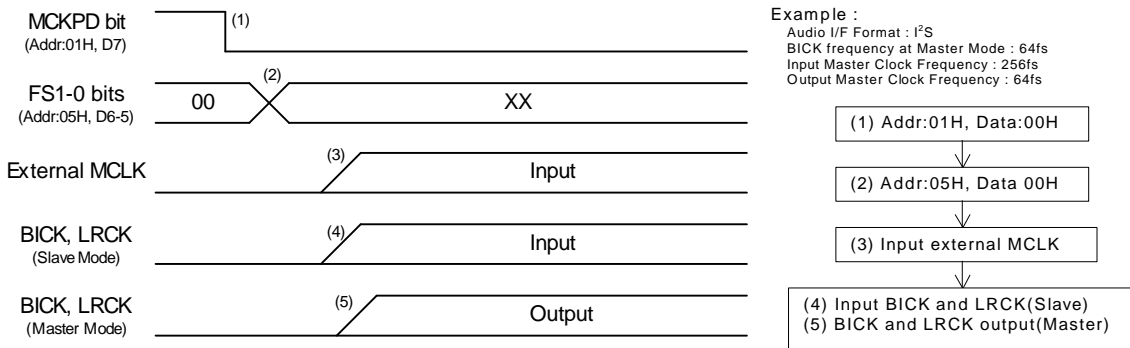 MCKPD bit
(Addr:01H, D7)
(1)
FS1-0 bits
(Addr:05H, D6-5)
00
(2)
XX
External MCLK
(3)
Input
BICK, LRCK
(Slave Mode)
(4)
Input
BICK, LRCK
(Master Mode)
(5)
Output
Example :
Audio I/F Format : I²S
BICK frequency at Master Mode : 64fs
Input Master Clock Frequency : 256fs
Output Master Clock Frequency : 64fs
(1) Addr:01H, Data:00H
(2) Addr:05H, Data 00H
(3) Input external MCLK
(4) Input BICK and LRCK(Slave)
(5) BICK and LRCK output(Master)